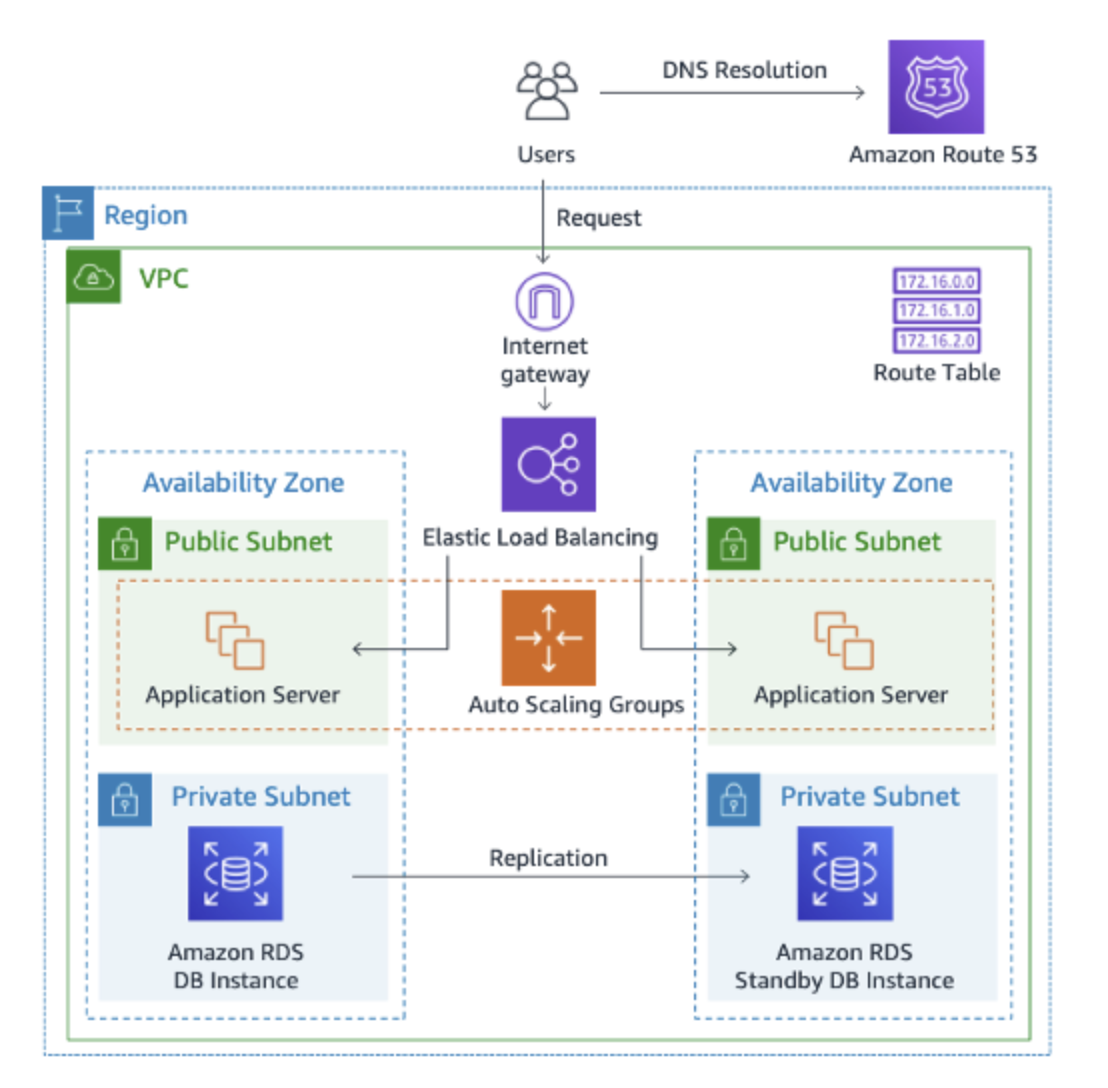 DNS Resolution
53
Users
Amazon Route 53
Region
Request
VPC
172.16.0.0
172.16.1.0
172.16.2.0
Internet
gateway
Route Table
Availability Zone
Availability Zone
Public Subnet
Elastic Load Balancing
Public Subnet
Application Server
Auto Scaling Groups
Application Server
Private Subnet
Private Subnet
Replication
Amazon RDS
DB Instance
Amazon RDS
Standby DB Instance